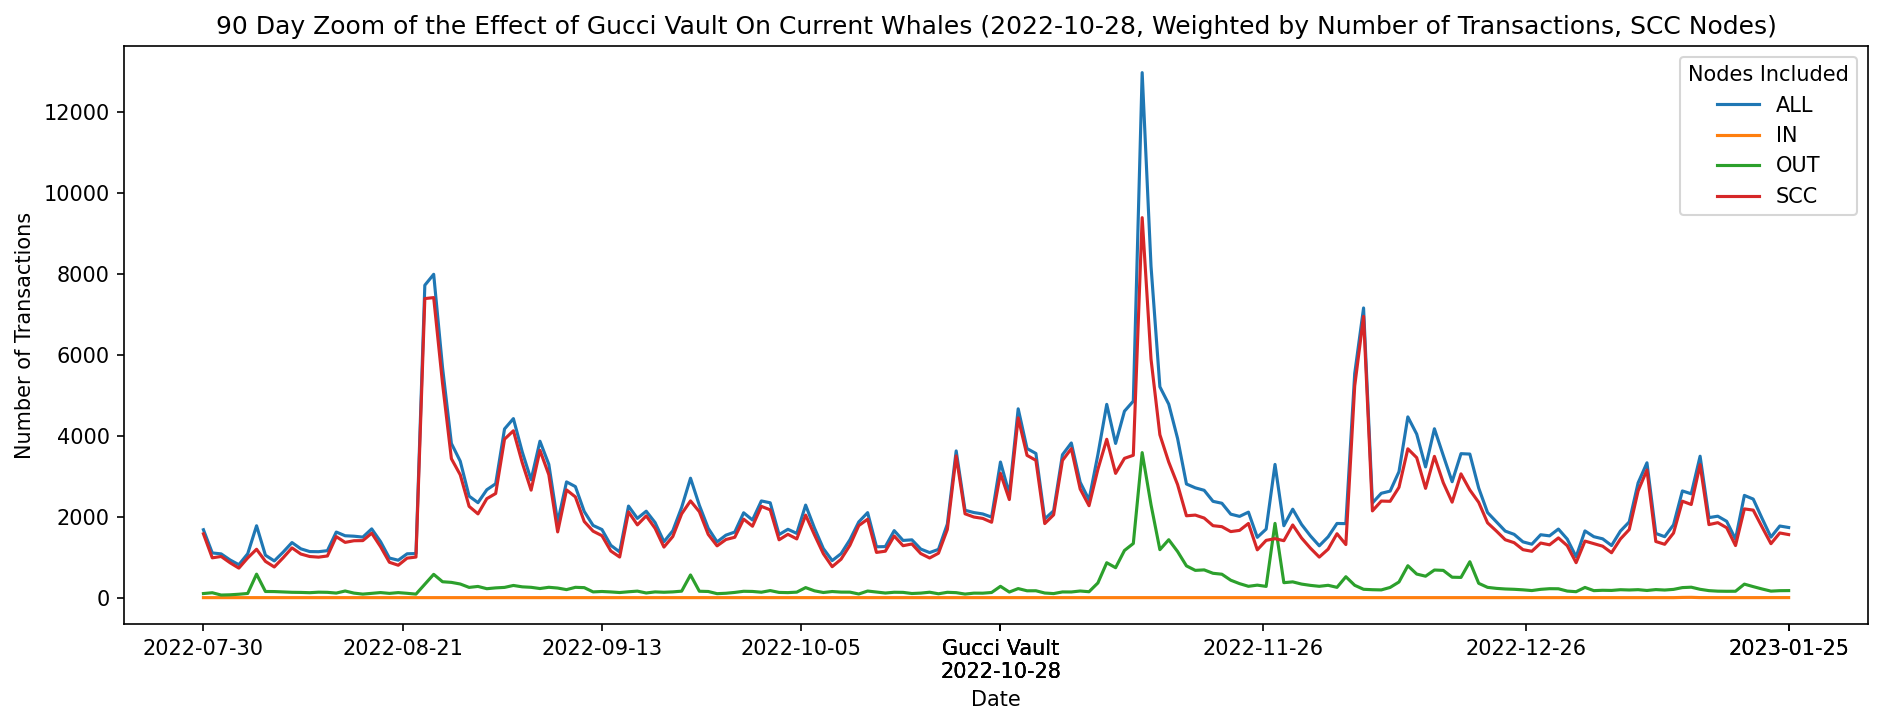 90 Day Zoom of the Effect of Gucci Vault On Current Whales (2022-10-28, Weighted by Number of Transactions, SCC Nodes)
Nodes Included
ALL
IN
OUT
SCC
Number of Transactions
12000
10000
8000
6000
4000
2000
0
2022-07-30
2022-08-21
2022-09-13
2022-10-05
Gucci Vault
2022-10-28
2022-11-26
2022-12-26
2023-01-25
Date